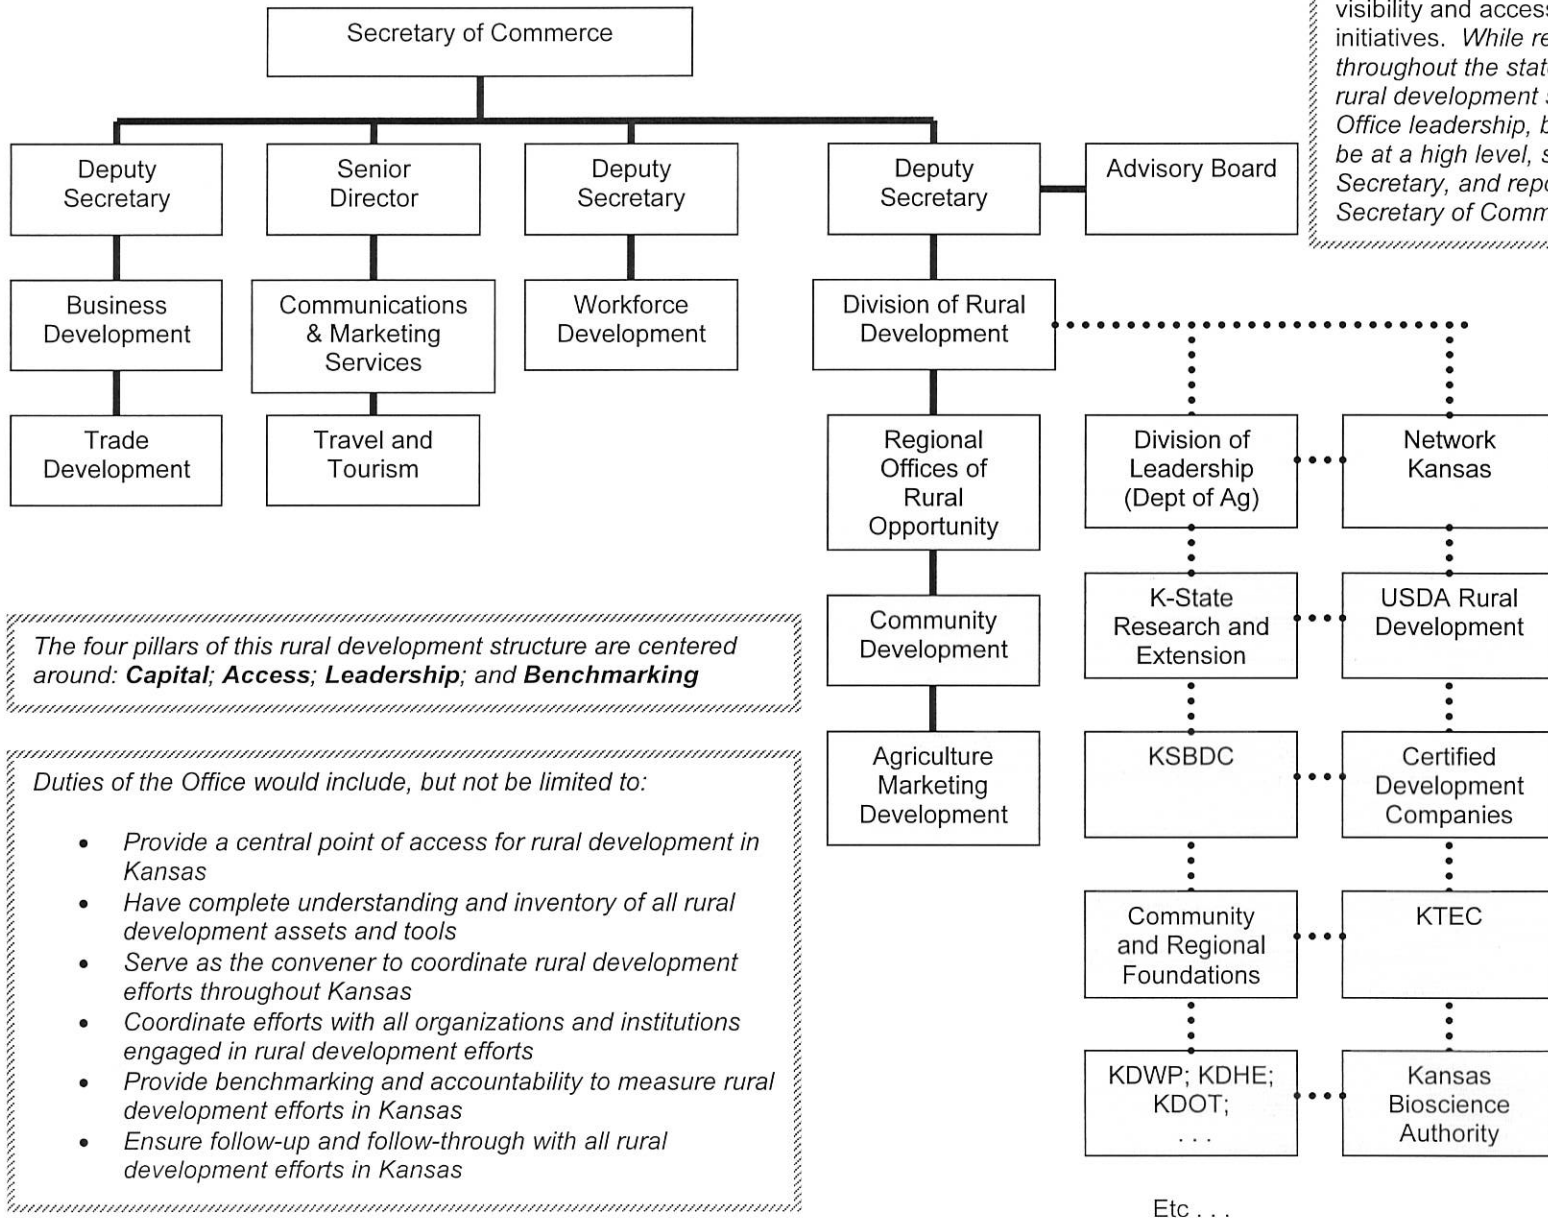 Secretary of Commerce
visibility and access
initiatives. While re
throughout the state
rural development s
Office leadership, b
be at a high level, s
Secretary, and repo
Secretary of Comm
Deputy
Secretary
Senior
Director
Deputy
Secretary
Deputy
Secretary
Advisory Board
Business
Development
Communications
& Marketing
Services
Workforce
Development
Division of Rural
Development
Trade
Development
Travel and
Tourism
Regional
Offices of
Rural
Opportunity
Division of
Leadership
(Dept of Ag)
Network
Kansas
Community
Development
K-State
Research and
Extension
USDA Rural
Development
Agriculture
Marketing
Development
KSBDC
Certified
Development
Companies
Community
and Regional
Foundations
KTEC
KDWP; KDHE;
KDOT;
. . .
Kansas
Bioscience
Authority
Etc . . .
The four pillars of this rural development structure are centered
around: Capital; Access; Leadership; and Benchmarking
Duties of the Office would include, but not be limited to:
• Provide a central point of access for rural development in
Kansas
• Have complete understanding and inventory of all rural
development assets and tools
• Serve as the convener to coordinate rural development
efforts throughout Kansas
• Coordinate efforts with all organizations and institutions
engaged in rural development efforts
• Provide benchmarking and accountability to measure rural
development efforts in Kansas
• Ensure follow-up and follow-through with all rural
development efforts in Kansas